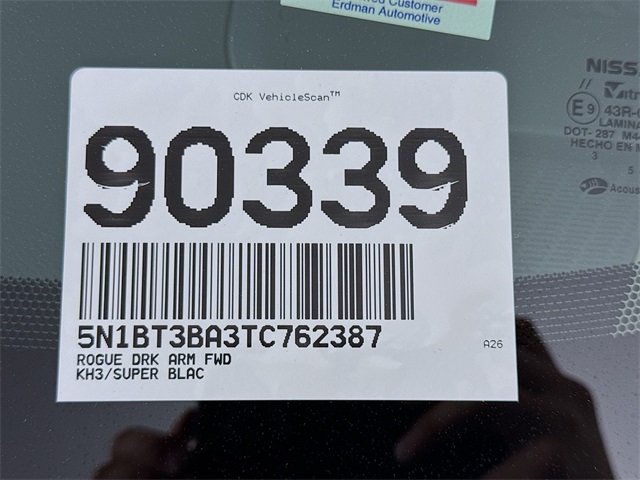 Customer
Erdman Automotive
CDK VehicleScan™
90339
5N1BT3BA3TC762387
ROGUE DRK ARM FWD
KH3/SUPER BLAC
A26
NISS
E9
43R-
LAMINA
DOT- 287 M4
HECHO EN M
3 5
Acous